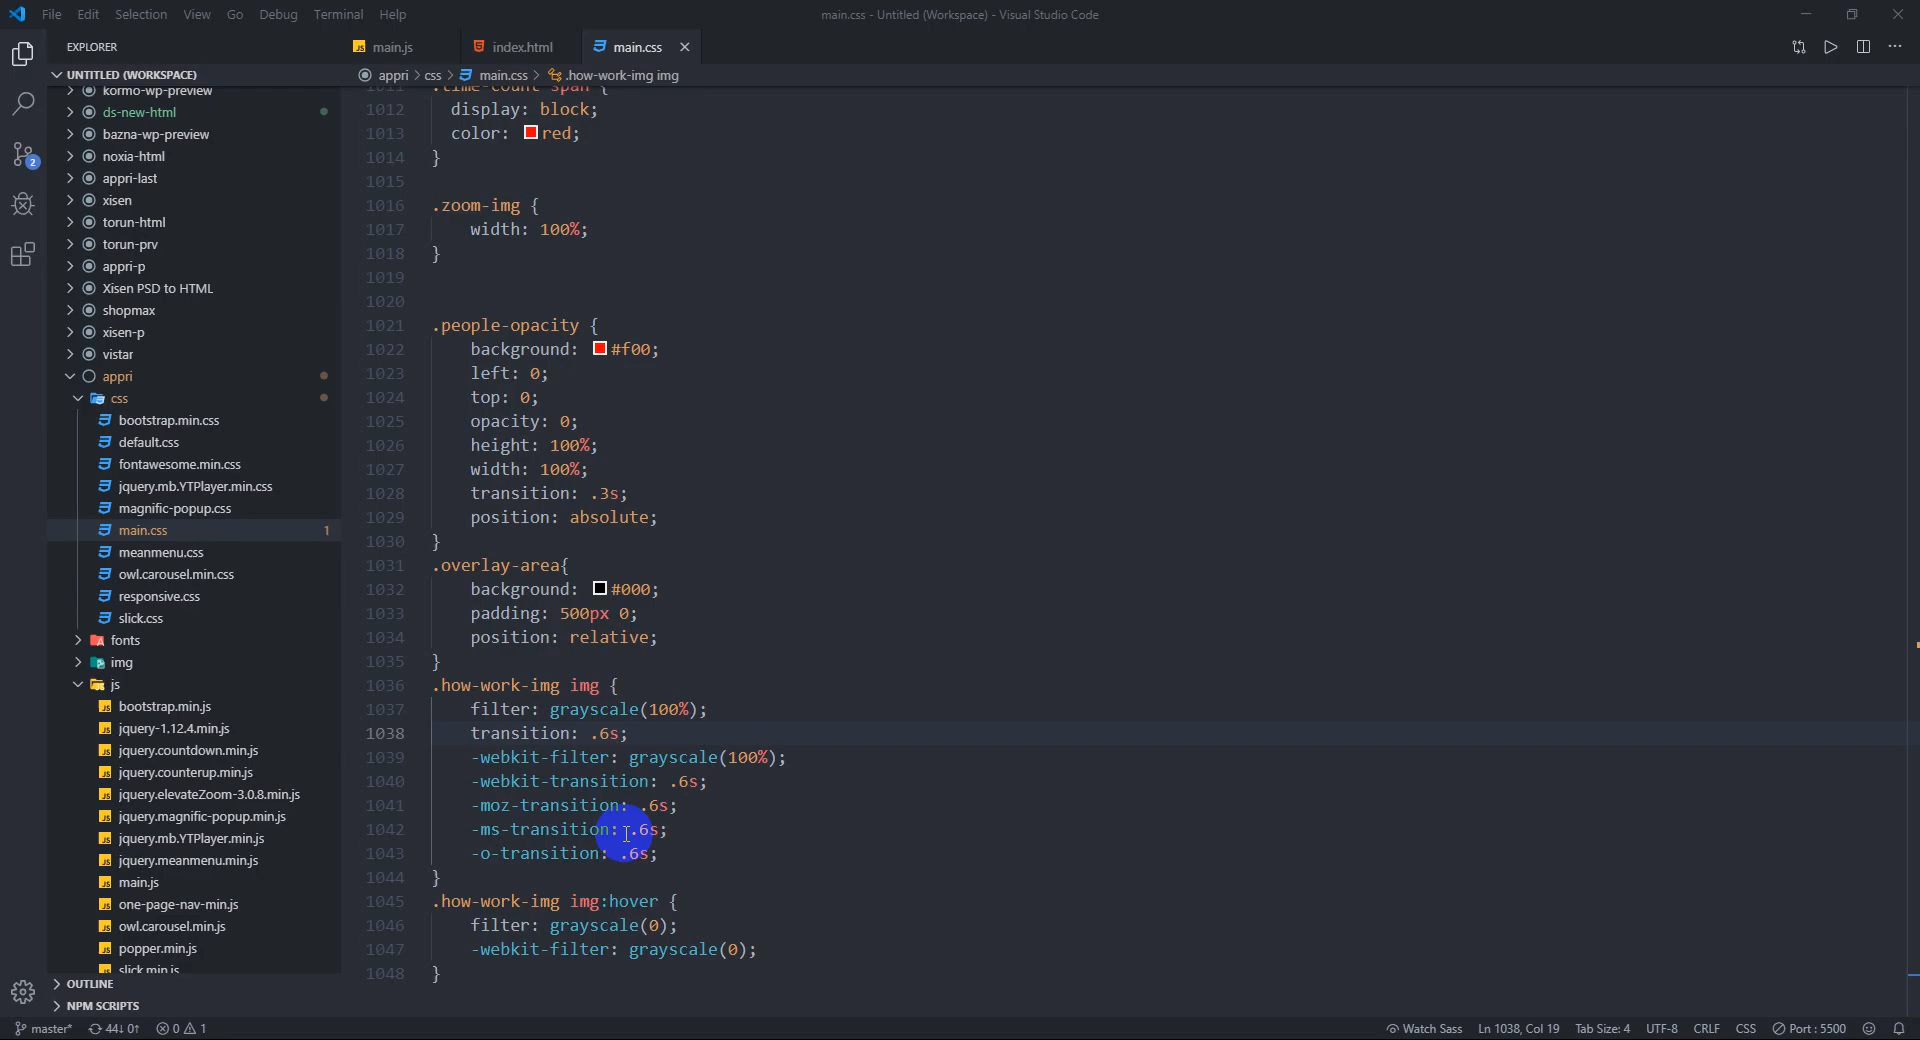 File Edit Selection View Go Debug Terminal Help
main.css - Untitled (Workspace) - Visual Studio Code
EXPLORER
UNTITLED (WORKSPACE)
kormo-wp-preview
ds-new-html
bazna-wp-preview
noxia-html
appri-last
xisen
torun-html
torun-prv
appri-p
Xisen PSD to HTML
shopmax
xisen-p
vistar
appri
css
bootstrap.min.css
default.css
fontawesome.min.css
jquery.mb.YTPlayer.min.css
magnific-popup.css
main.css 1
meanmenu.css
owl.carousel.min.css
responsive.css
slick.css
fonts
img
js
bootstrap.min.js
jquery-1.12.4.min.js
jquery.countdown.min.js
jquery.counterup.min.js
jquery.elevateZoom-3.0.8.min.js
jquery.magnific-popup.min.js
jquery.mb.YTPlayer.min.js
jquery.meanmenu.min.js
main.js
one-page-nav-min.js
owl.carousel.min.js
popper.min.js
slick.min.js
OUTLINE
NPM SCRIPTS
2
main.js index.html main.css
appri > css > main.css > .how-work-img img
1011 .time-count span {
1012 display: block;
1013 color: red;
1014 }
1015
1016 .zoom-img {
1017 width: 100%;
1018 }
1019
1020
1021 .people-opacity {
1022 background: #f00;
1023 left: 0;
1024 top: 0;
1025 opacity: 0;
1026 height: 100%;
1027 width: 100%;
1028 transition: .3s;
1029 position: absolute;
1030 }
1031 .overlay-area{
1032 background: #000;
1033 padding: 500px 0;
1034 position: relative;
1035 }
1036 .how-work-img img {
1037 filter: grayscale(100%);
1038 transition: .6s;
1039 -webkit-filter: grayscale(100%);
1040 -webkit-transition: .6s;
1041 -moz-transition: .6s;
1042 -ms-transition: .6s;
1043 -o-transition: .6s;
1044 }
1045 .how-work-img img:hover {
1046 filter: grayscale(0);
1047 -webkit-filter: grayscale(0);
1048 }
master* 44↓ 0↑ 0 1
Watch Sass Ln 1038, Col 19 Tab Size: 4 UTF-8 CRLF CSS Port : 5500